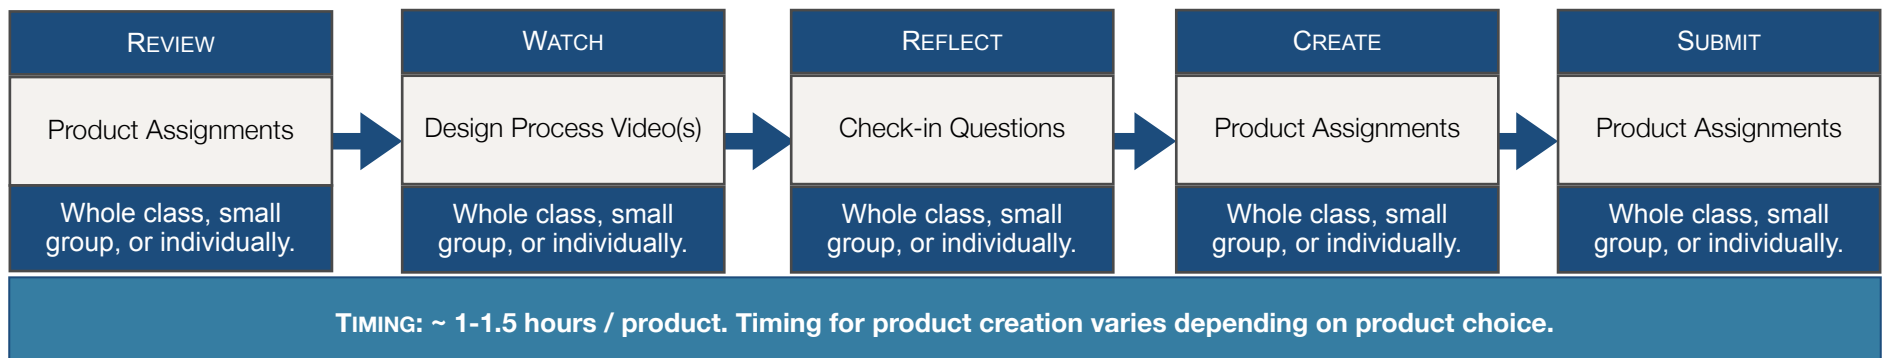 REVIEW
Product Assignments
Whole class, small
group, or individually.
WATCH
Design Process Video(s)
Whole class, small
group, or individually.
REFLECT
Check-in Questions
Whole class, small
group, or individually.
CREATE
Product Assignments
Whole class, small
group, or individually.
SUBMIT
Product Assignments
Whole class, small
group, or individually.
TIMING: ~ 1-1.5 hours / product. Timing for product creation varies depending on product choice.